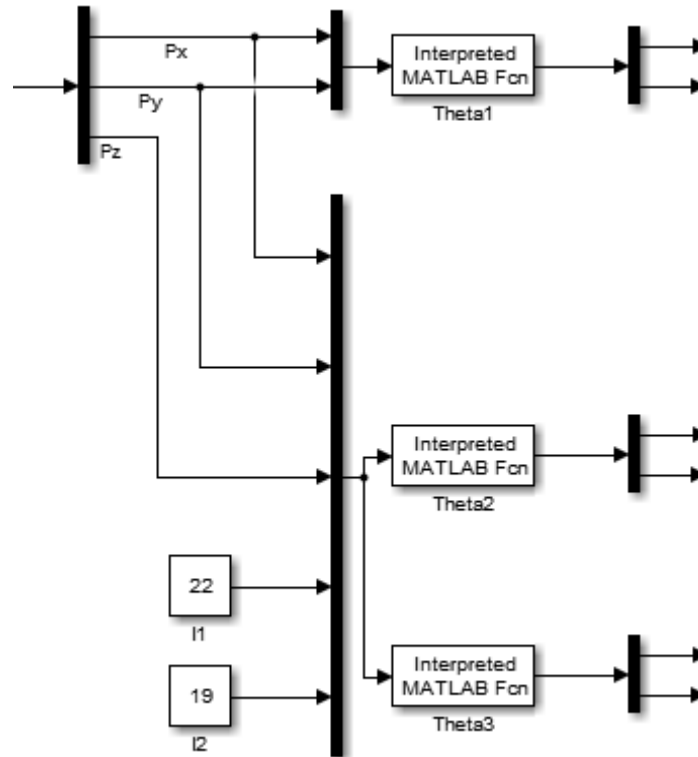 Px
Py
Pz
Interpreted
MATLAB Fcn
Theta1
Interpreted
MATLAB Fcn
Theta2
22
l1
Interpreted
MATLAB Fcn
Theta3
19
l2